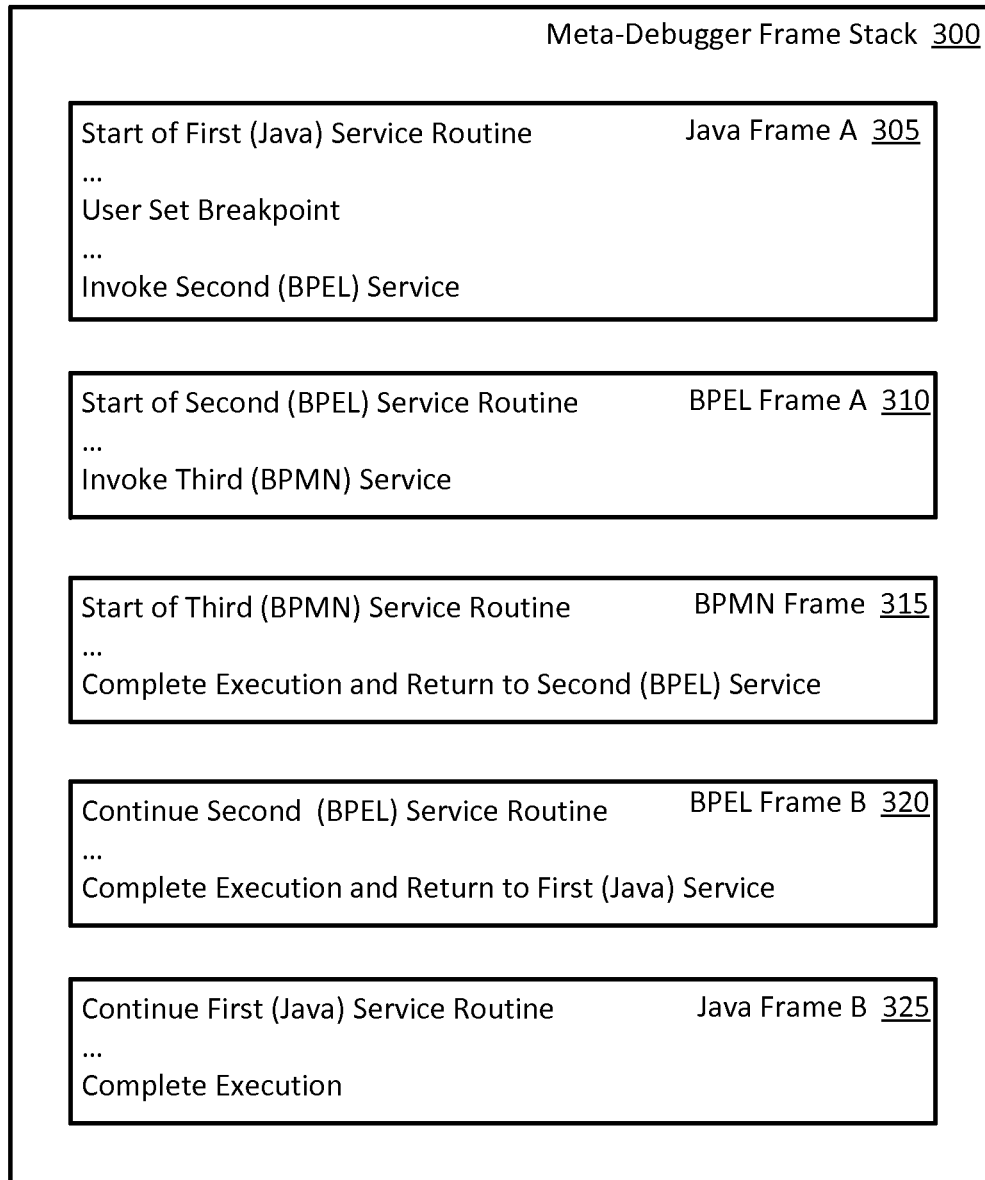 Meta-Debugger Frame Stack 300
Start of First (Java) Service Routine Java Frame A 305
...
User Set Breakpoint
...
Invoke Second (BPEL) Service
Start of Second (BPEL) Service Routine BPEL Frame A 310
...
Invoke Third (BPMN) Service
Start of Third (BPMN) Service Routine BPMN Frame 315
...
Complete Execution and Return to Second (BPEL) Service
Continue Second (BPEL) Service Routine BPEL Frame B 320
...
Complete Execution and Return to First (Java) Service
Continue First (Java) Service Routine Java Frame B 325
...
Complete Execution